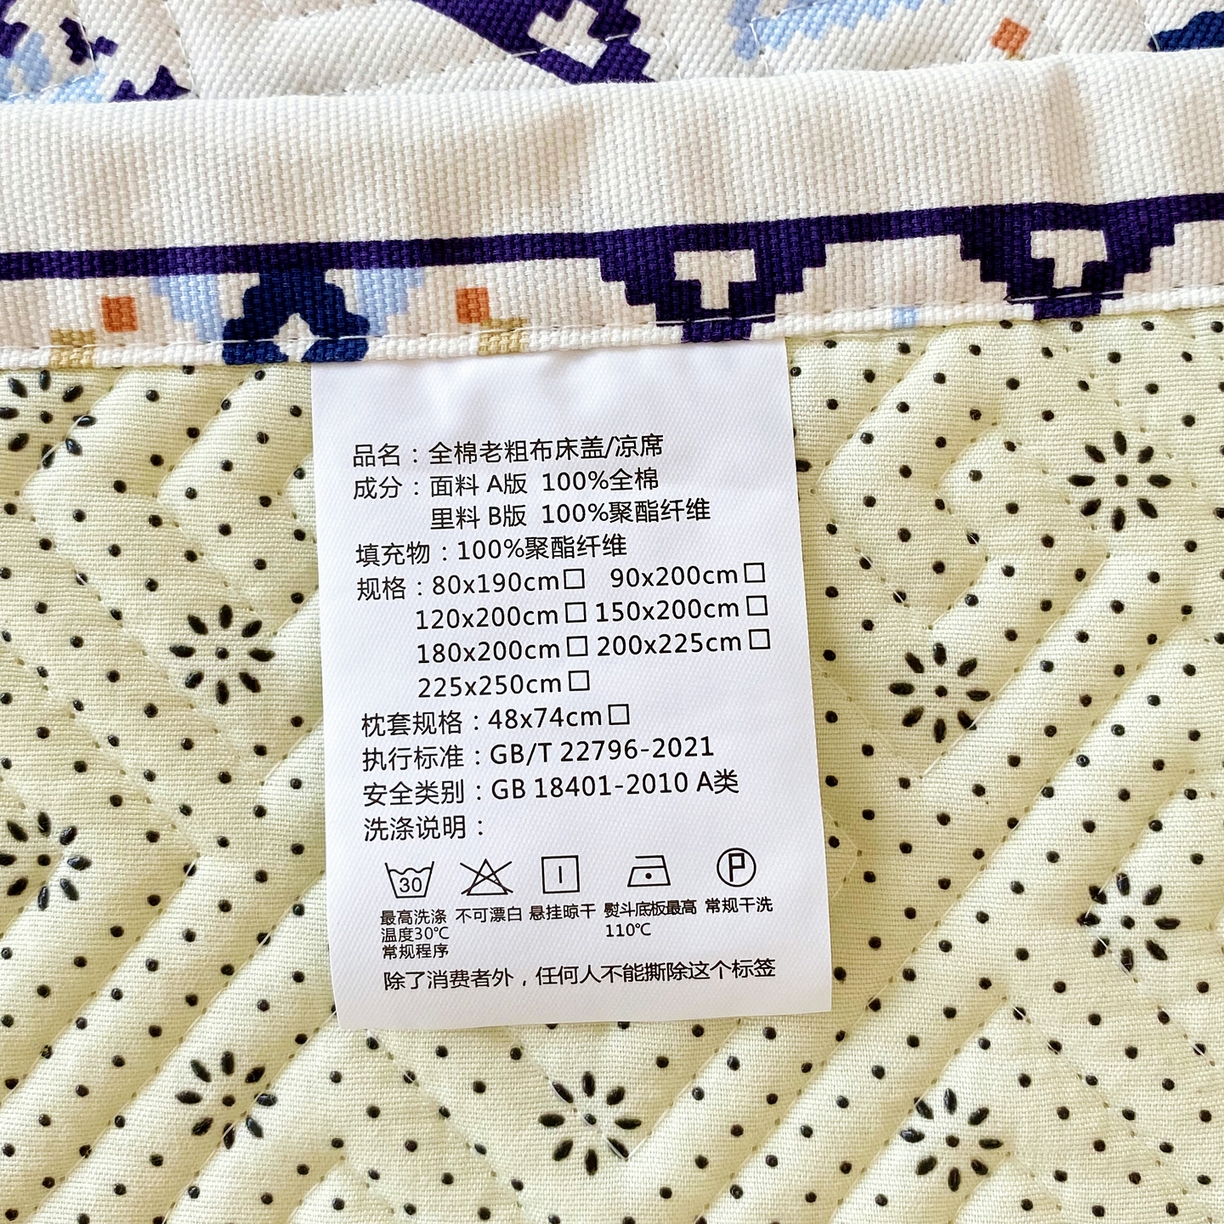 品名：全棉老粗布床盖/凉席
成分：面料 A版 100%全棉
里料 B版 100%聚酯纤维
填充物：100%聚酯纤维
规格：80x190cm□ 90x200cm□
120x200cm□ 150x200cm□
180x200cm□ 200x225cm□
225x250cm□
枕套规格：48x74cm□
执行标准：GB/T 22796-2021
安全类别：GB 18401-2010 A类
洗涤说明：
30
P
最高洗涤 不可漂白 悬挂晾干 熨斗底板最高 常规干洗
温度30℃ 110℃
常规程序
除了消费者外，任何人不能撕除这个标签